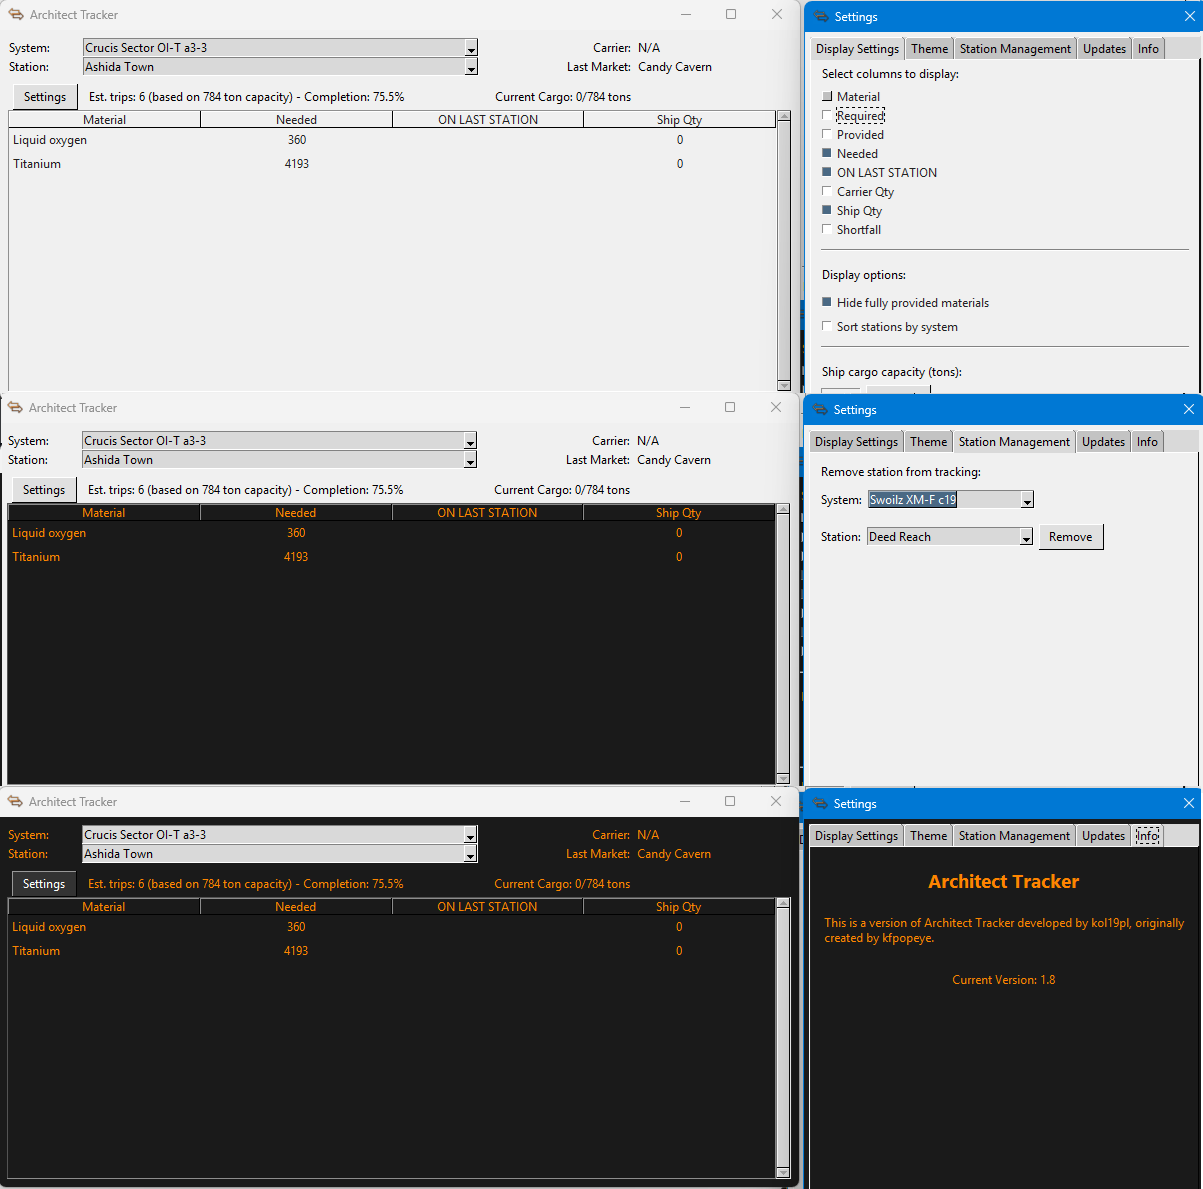 Architect Tracker
System: Crucis Sector OI-T a3-3 Carrier: N/A
Station: Ashida Town Last Market: Candy Cavern
Settings Est. trips: 6 (based on 784 ton capacity) - Completion: 75.5% Current Cargo: 0/784 tons
Material Needed ON LAST STATION Ship Qty
Liquid oxygen 360 0
Titanium 4193 0
Settings
Display Settings Theme Station Management Updates Info
Select columns to display:
Material
Required
Provided
Needed
ON LAST STATION
Carrier Qty
Ship Qty
Shortfall
Display options:
Hide fully provided materials
Sort stations by system
Ship cargo capacity (tons):
Architect Tracker
System: Crucis Sector OI-T a3-3 Carrier: N/A
Station: Ashida Town Last Market: Candy Cavern
Settings Est. trips: 6 (based on 784 ton capacity) - Completion: 75.5% Current Cargo: 0/784 tons
Material Needed ON LAST STATION Ship Qty
Liquid oxygen 360 0
Titanium 4193 0
Settings
Display Settings Theme Station Management Updates Info
Remove station from tracking:
System: Swoilz XM-F c19
Station: Deed Reach Remove
Architect Tracker
System: Crucis Sector OI-T a3-3 Carrier: N/A
Station: Ashida Town Last Market: Candy Cavern
Settings Est. trips: 6 (based on 784 ton capacity) - Completion: 75.5% Current Cargo: 0/784 tons
Material Needed ON LAST STATION Ship Qty
Liquid oxygen 360 0
Titanium 4193 0
Settings
Display Settings Theme Station Management Updates Info
Architect Tracker
This is a version of Architect Tracker developed by kol19pl, originally
created by kfpopeye.
Current Version: 1.8